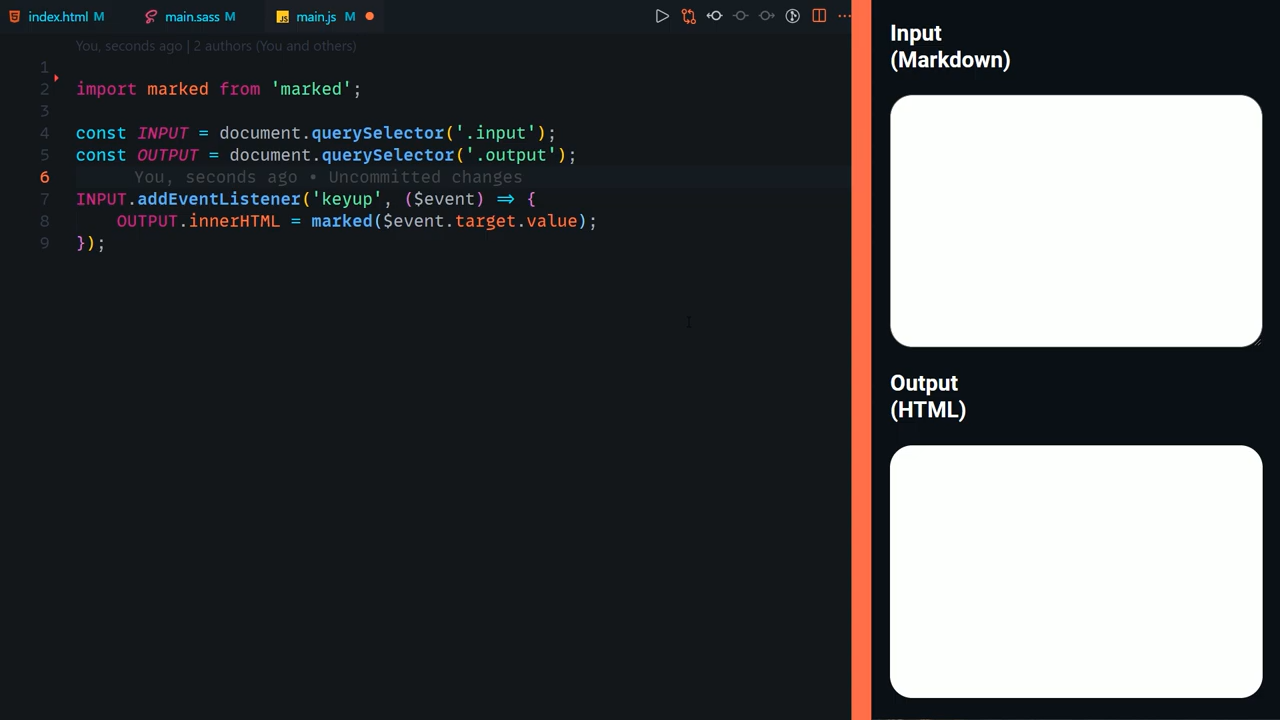 index.html M main.sass M JS main.js M
You, seconds ago | 2 authors (You and others)
1
2 import marked from 'marked';
3
4 const INPUT = document.querySelector('.input');
5 const OUTPUT = document.querySelector('.output');
6 You, seconds ago • Uncommitted changes
7 INPUT.addEventListener('keyup', ($event) => {
8 OUTPUT.innerHTML = marked($event.target.value);
9 });
Input
(Markdown)
Output
(HTML)